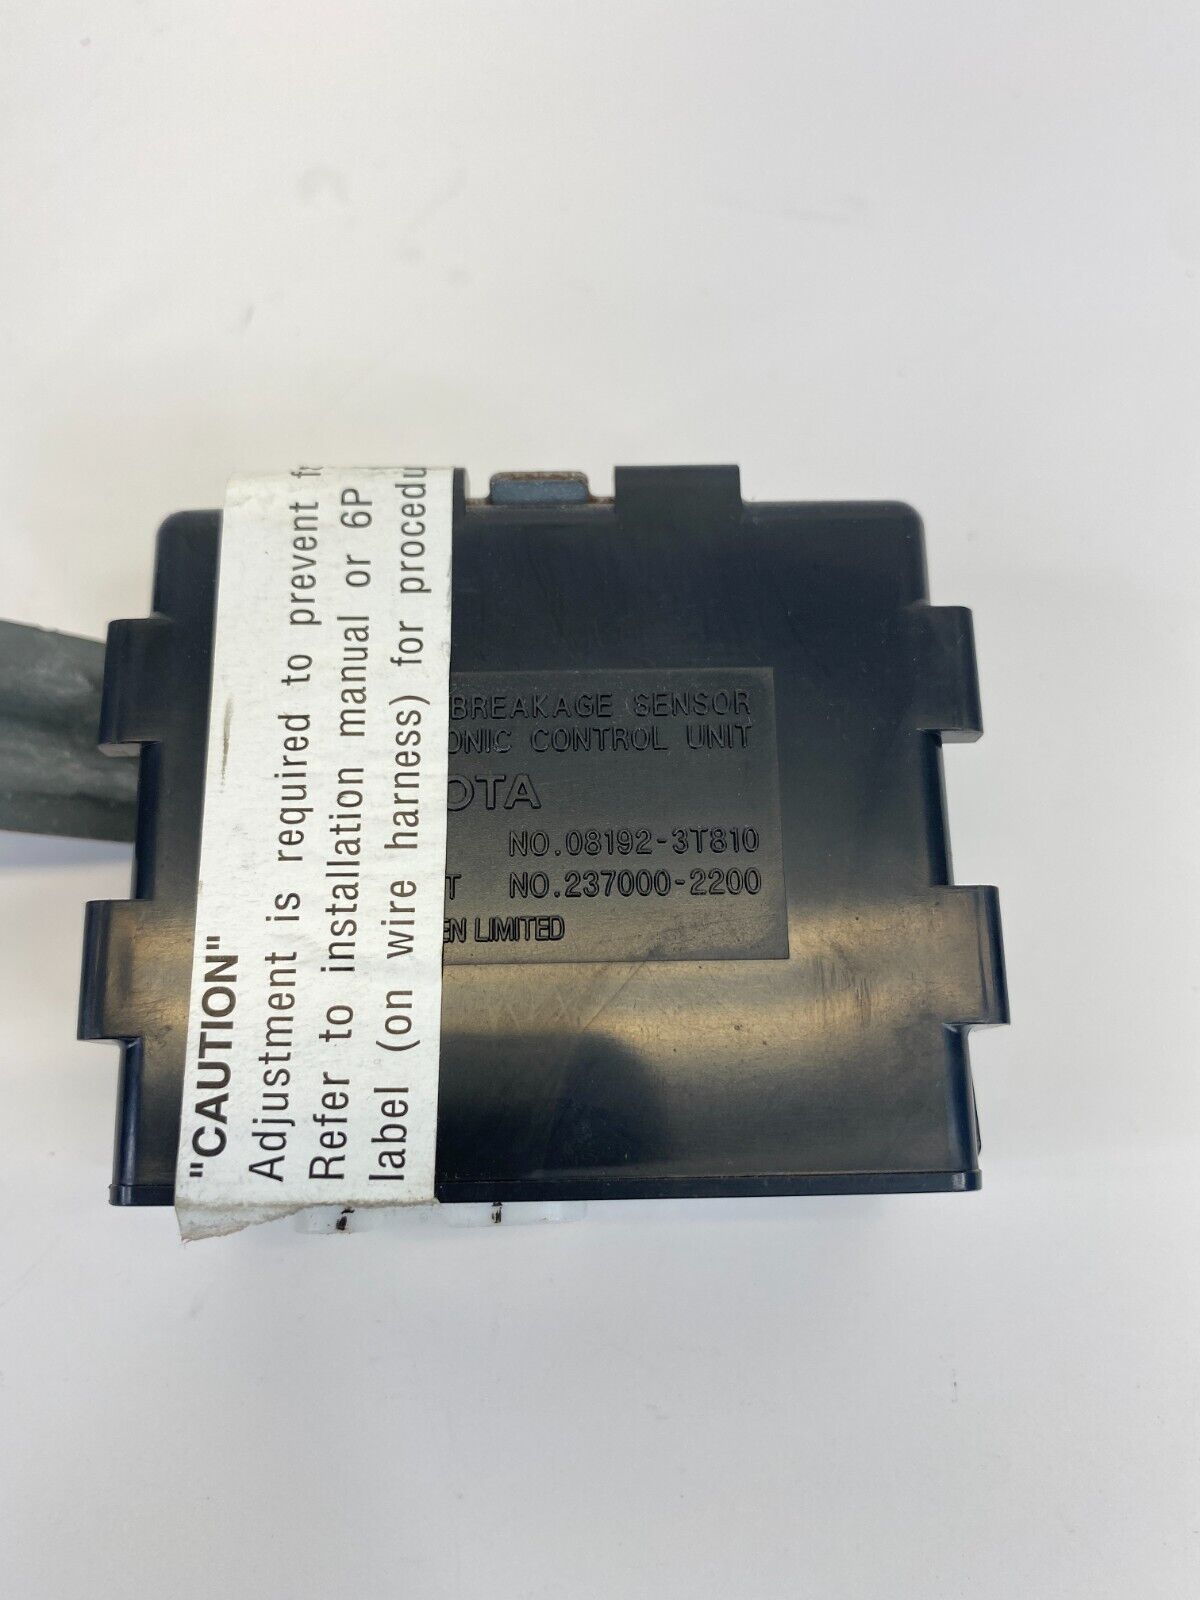 "CAUTION"
Adjustment is required to prevent f
Refer to installation manual or 6P
label (on wire harness) for procedu
BREAKAGE SENSOR
ONIC CONTROL UNIT
OTA
NO.08192-3T810
T NO.237000-2200
EN LIMITED